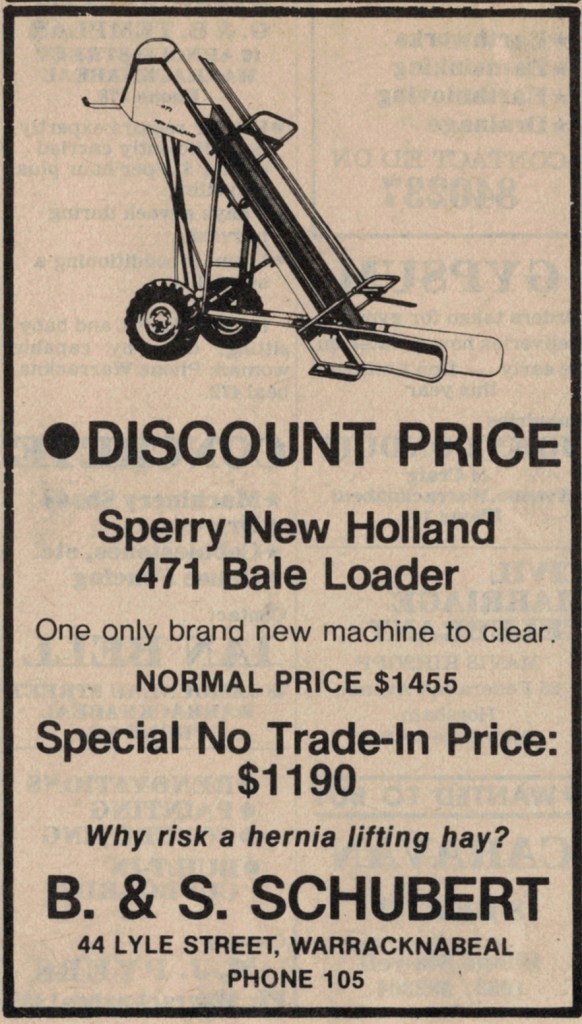 ●DISCOUNT PRICE
Sperry New Holland
471 Bale Loader
One only brand new machine to clear.
NORMAL PRICE $1455
Special No Trade-In Price:
$1190
Why risk a hernia lifting hay?
B. & S. SCHUBERT
44 LYLE STREET, WARRACKNABEAL
PHONE 105